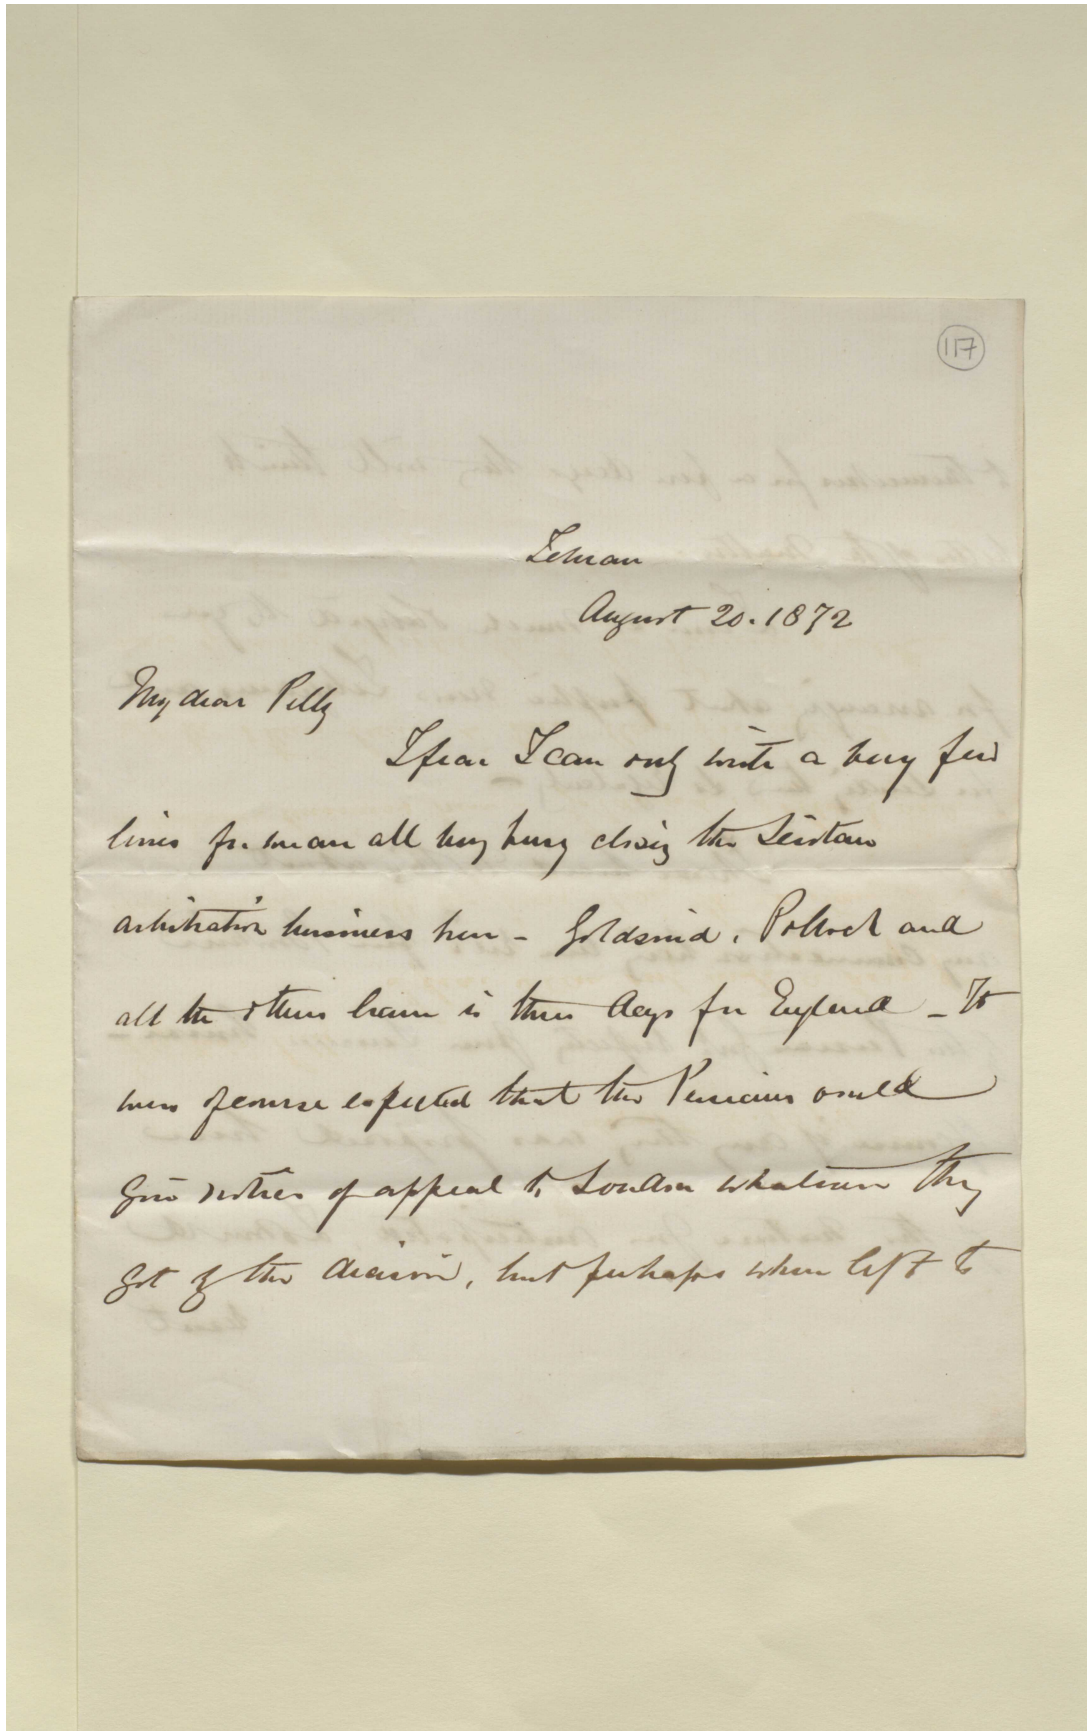 117
Tehran
August 20. 1872
My dear Pelly
I fear I can only write a very few
lines for we are all very busy closing the Seistan
arbitration business here - Goldsmid, Pollock and
all the others leave in three days for England - It
was of course expected that the Persians would
give notice of appeal to London whatever they
got by the decision, but perhaps when left to